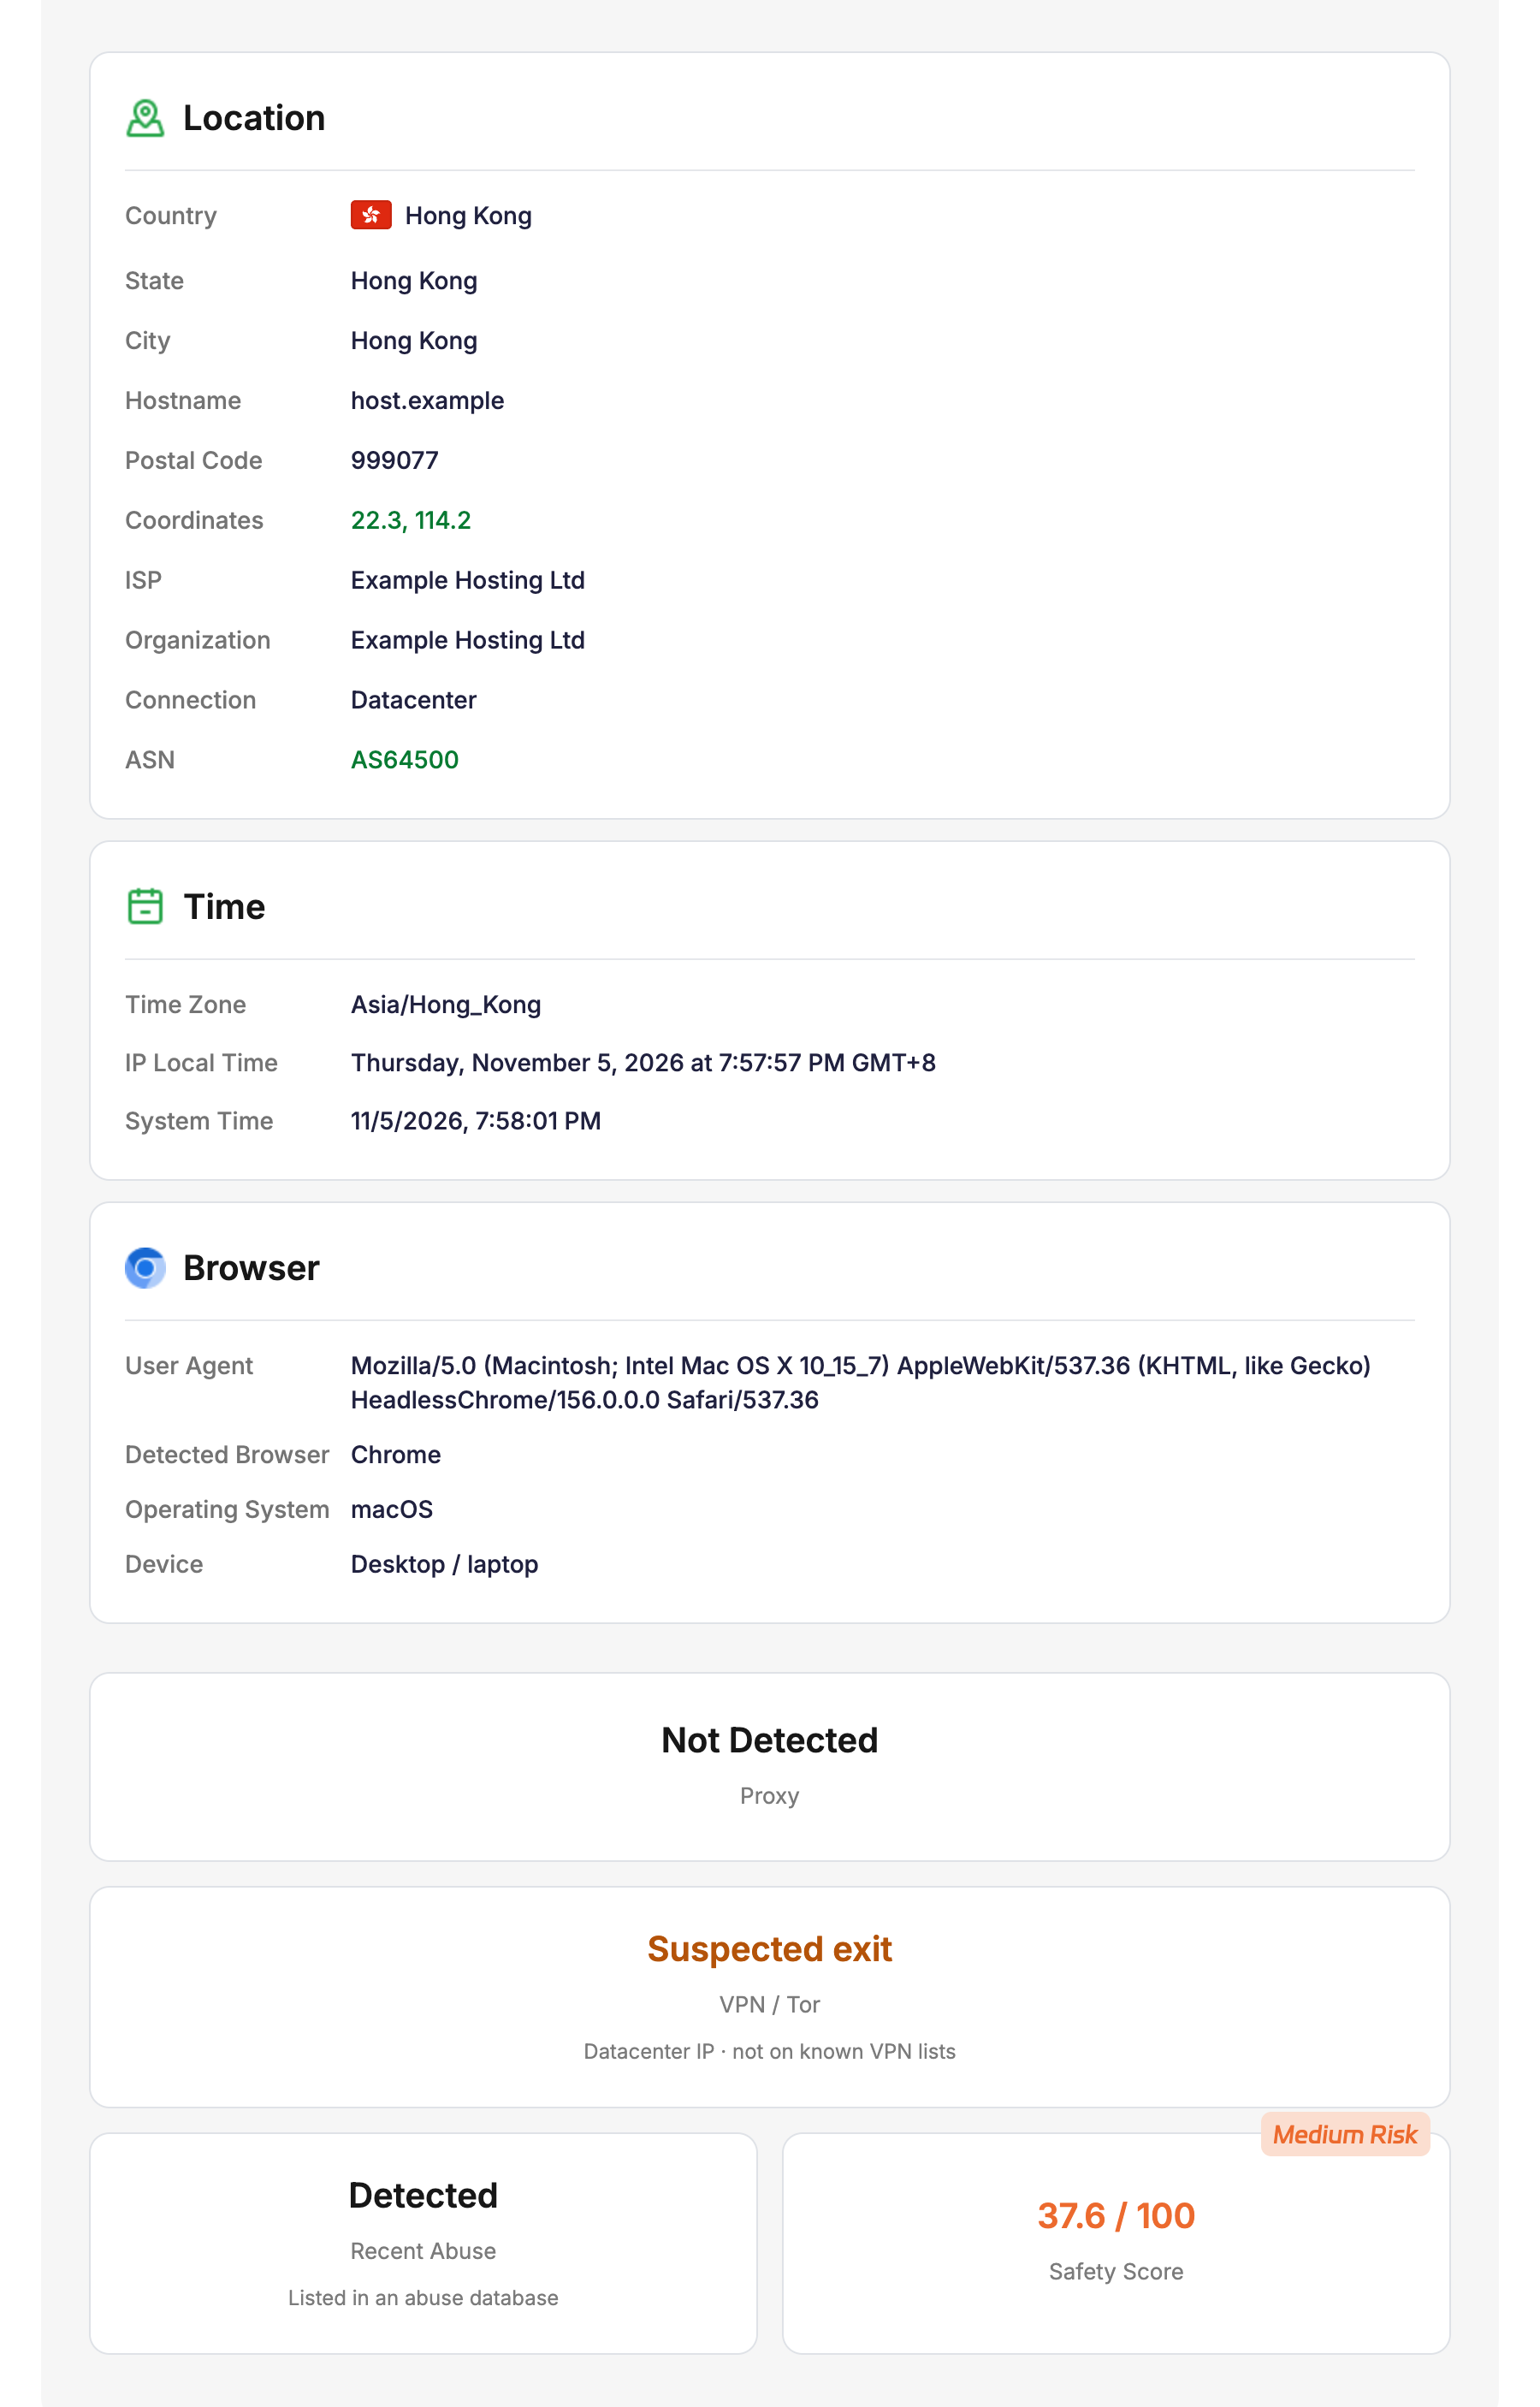 Location
Country Hong Kong
State Hong Kong
City Hong Kong
Hostname host.example
Postal Code 999077
Coordinates 22.3, 114.2
ISP Example Hosting Ltd
Organization Example Hosting Ltd
Connection Datacenter
ASN AS64500
Time
Time Zone Asia/Hong_Kong
IP Local Time Thursday, November 5, 2026 at 7:57:57 PM GMT+8
System Time 11/5/2026, 7:58:01 PM
Browser
User Agent Mozilla/5.0 (Macintosh; Intel Mac OS X 10_15_7) AppleWebKit/537.36 (KHTML, like Gecko)
HeadlessChrome/156.0.0.0 Safari/537.36
Detected Browser Chrome
Operating System macOS
Device Desktop / laptop
Not Detected
Proxy
Suspected exit
VPN / Tor
Datacenter IP · not on known VPN lists
Detected
Recent Abuse
Listed in an abuse database
Medium Risk
37.6 / 100
Safety Score